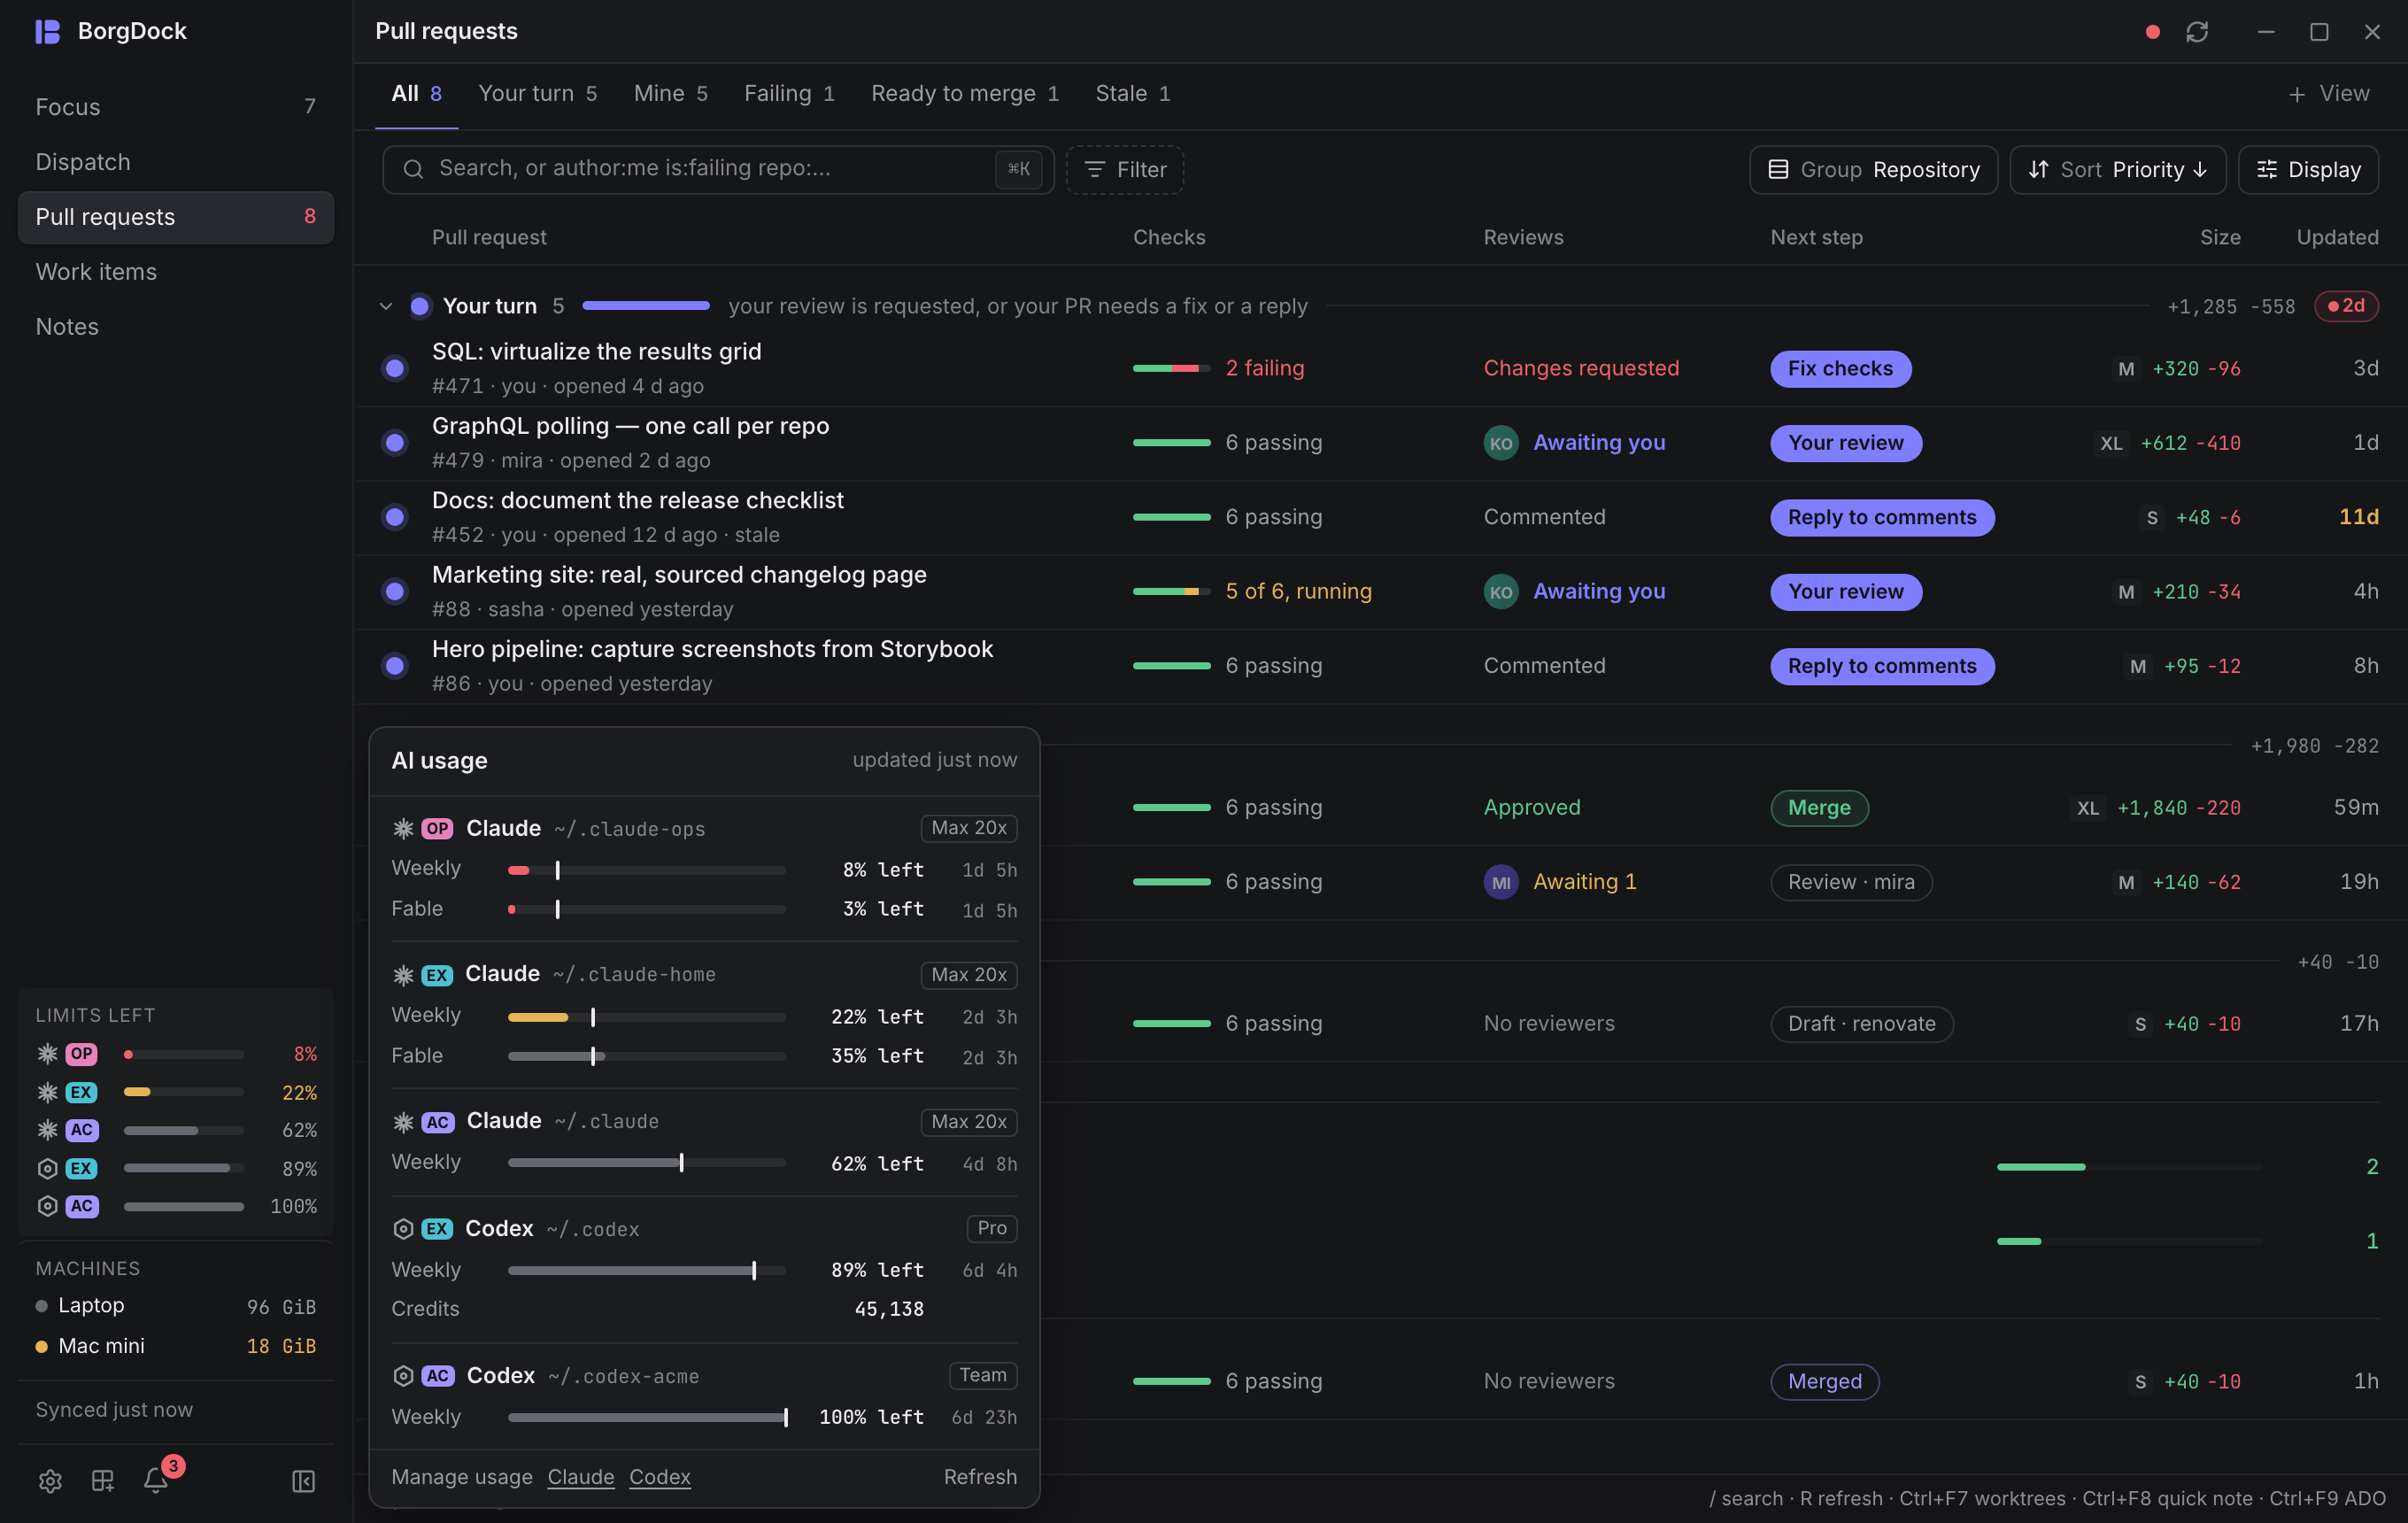 BorgDock
Focus 7
Dispatch
Pull requests 8
Work items
Notes
LIMITS LEFT
OP 8%
EX 22%
AC 62%
EX 89%
AC 100%
MACHINES
Laptop 96 GiB
Mac mini 18 GiB
Synced just now
3
Pull requests
All 8 Your turn 5 Mine 5 Failing 1 Ready to merge 1 Stale 1 + View
Search, or author:me is:failing repo:... ⌘K Filter Group Repository Sort Priority ↓ Display
Pull request Checks Reviews Next step Size Updated
Your turn 5 your review is requested, or your PR needs a fix or a reply +1,285 -558 2d
SQL: virtualize the results grid
#471 · you · opened 4 d ago
2 failing Changes requested Fix checks M +320 -96 3d
GraphQL polling — one call per repo
#479 · mira · opened 2 d ago
6 passing KO Awaiting you Your review XL +612 -410 1d
Docs: document the release checklist
#452 · you · opened 12 d ago · stale
6 passing Commented Reply to comments S +48 -6 11d
Marketing site: real, sourced changelog page
#88 · sasha · opened yesterday
5 of 6, running KO Awaiting you Your review M +210 -34 4h
Hero pipeline: capture screenshots from Storybook
#86 · you · opened yesterday
6 passing Commented Reply to comments M +95 -12 8h
+1,980 -282
6 passing Approved Merge XL +1,840 -220 59m
6 passing MI Awaiting 1 Review · mira M +140 -62 19h
+40 -10
6 passing No reviewers Draft · renovate S +40 -10 17h
2
1
6 passing No reviewers Merged S +40 -10 1h
AI usage updated just now
OP Claude ~/.claude-ops Max 20x
Weekly 8% left 1d 5h
Fable 3% left 1d 5h
EX Claude ~/.claude-home Max 20x
Weekly 22% left 2d 3h
Fable 35% left 2d 3h
AC Claude ~/.claude Max 20x
Weekly 62% left 4d 8h
EX Codex ~/.codex Pro
Weekly 89% left 6d 4h
Credits 45,138
AC Codex ~/.codex-acme Team
Weekly 100% left 6d 23h
Manage usage Claude Codex Refresh
/ search · R refresh · Ctrl+F7 worktrees · Ctrl+F8 quick note · Ctrl+F9 ADO